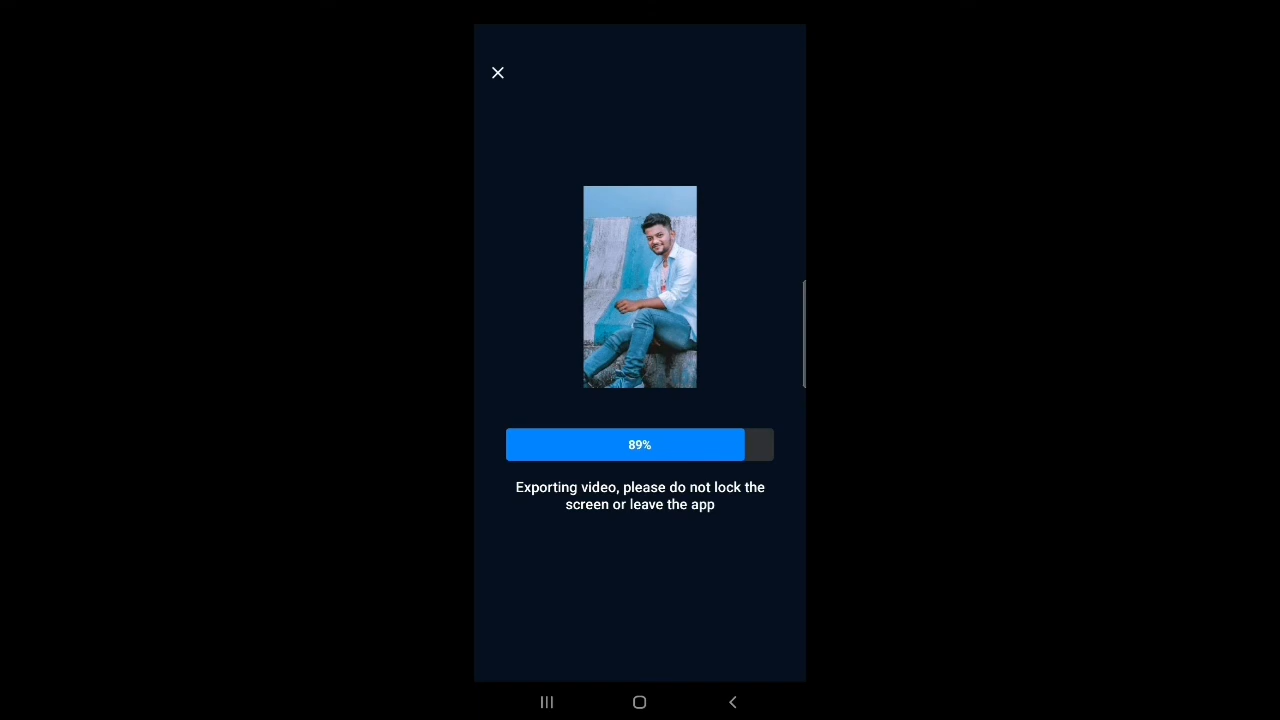 89%
Exporting video, please do not lock the
screen or leave the app